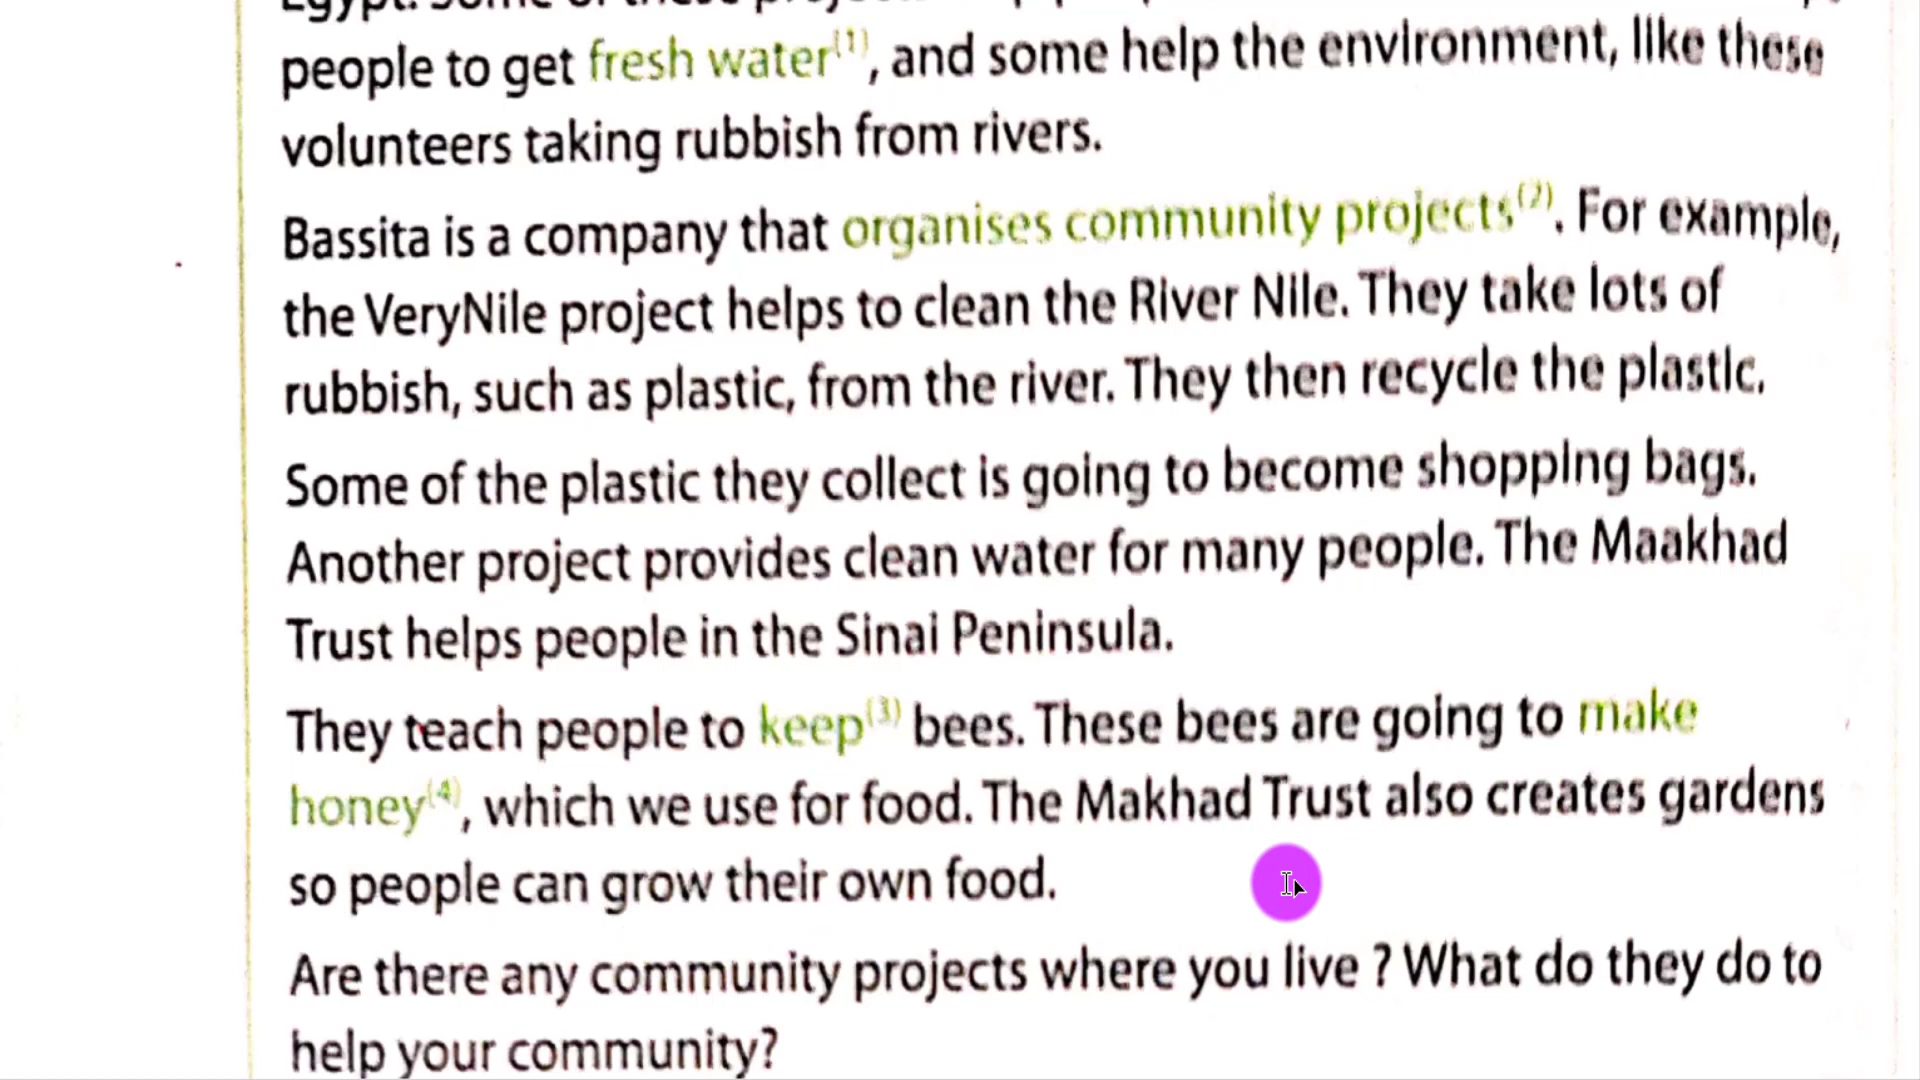 people to get fresh water(1), and some help the environment, like these
volunteers taking rubbish from rivers.
Bassita is a company that organises community projects(2). For example,
the VeryNile project helps to clean the River Nile. They take lots of
rubbish, such as plastic, from the river. They then recycle the plastic.
Some of the plastic they collect is going to become shopping bags.
Another project provides clean water for many people. The Maakhad
Trust helps people in the Sinai Peninsula.
They teach people to keep(3) bees. These bees are going to make
honey(4), which we use for food. The Makhad Trust also creates gardens
so people can grow their own food.
Are there any community projects where you live ? What do they do to
help your community?